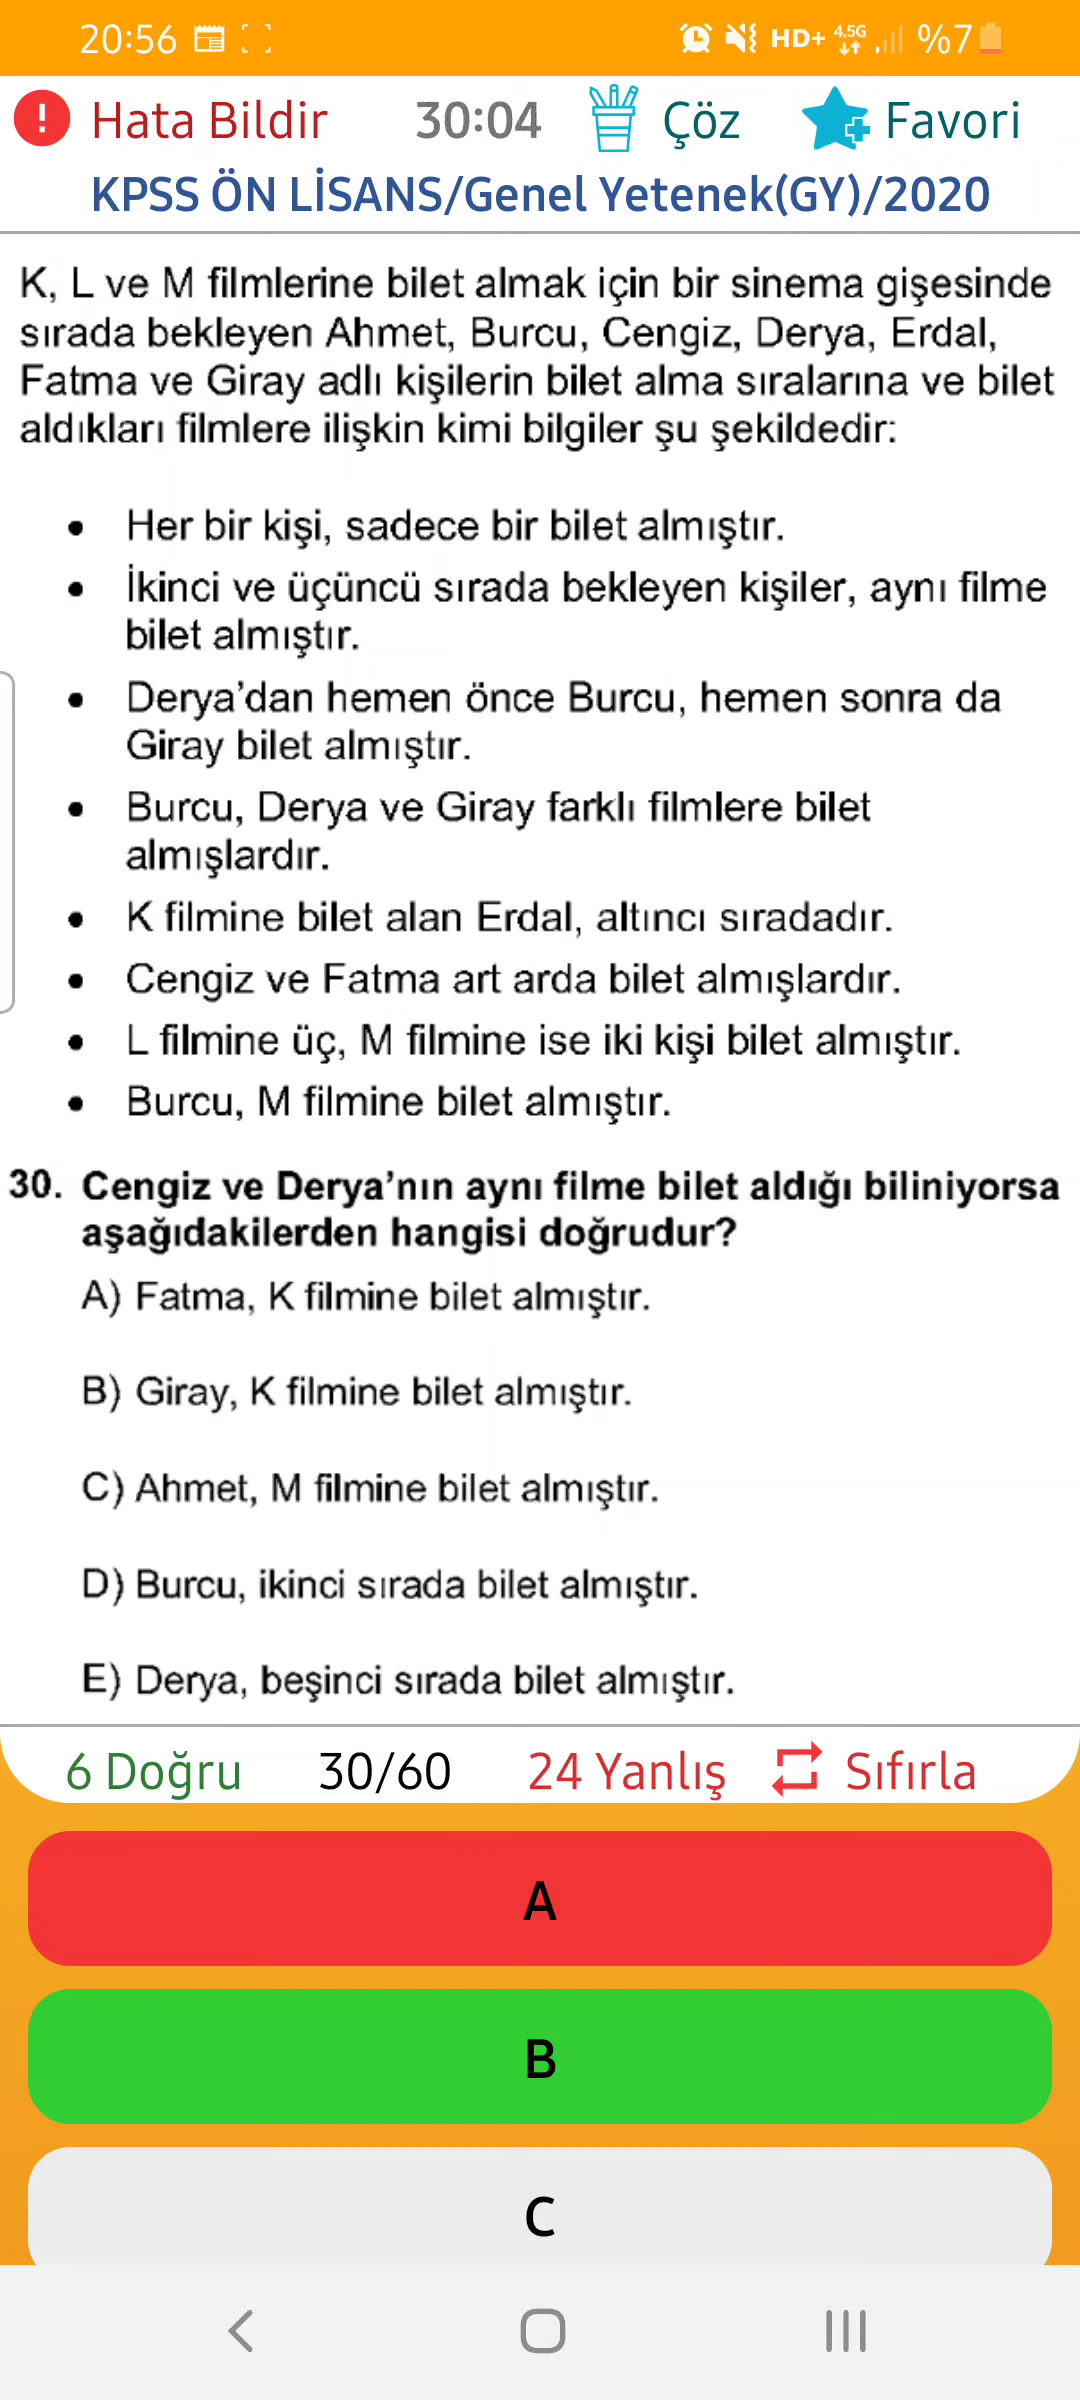 20:56 HD+ 4.5G %7
Hata Bildir 30:04 Çöz Favori
KPSS ÖN LİSANS/Genel Yetenek(GY)/2020
K, L ve M filmlerine bilet almak için bir sinema gişesinde
sırada bekleyen Ahmet, Burcu, Cengiz, Derya, Erdal,
Fatma ve Giray adlı kişilerin bilet alma sıralarına ve bilet
aldıkları filmlere ilişkin kimi bilgiler şu şekildedir:
• Her bir kişi, sadece bir bilet almıştır.
• İkinci ve üçüncü sırada bekleyen kişiler, aynı filme
bilet almıştır.
• Derya’dan hemen önce Burcu, hemen sonra da
Giray bilet almıştır.
• Burcu, Derya ve Giray farklı filmlere bilet
almışlardır.
• K filmine bilet alan Erdal, altıncı sıradadır.
• Cengiz ve Fatma art arda bilet almışlardır.
• L filmine üç, M filmine ise iki kişi bilet almıştır.
• Burcu, M filmine bilet almıştır.
30. Cengiz ve Derya’nın aynı filme bilet aldığı biliniyorsa
aşağıdakilerden hangisi doğrudur?
A) Fatma, K filmine bilet almıştır.
B) Giray, K filmine bilet almıştır.
C) Ahmet, M filmine bilet almıştır.
D) Burcu, ikinci sırada bilet almıştır.
E) Derya, beşinci sırada bilet almıştır.
6 Doğru 30/60 24 Yanlış Sıfırla
A
B
C